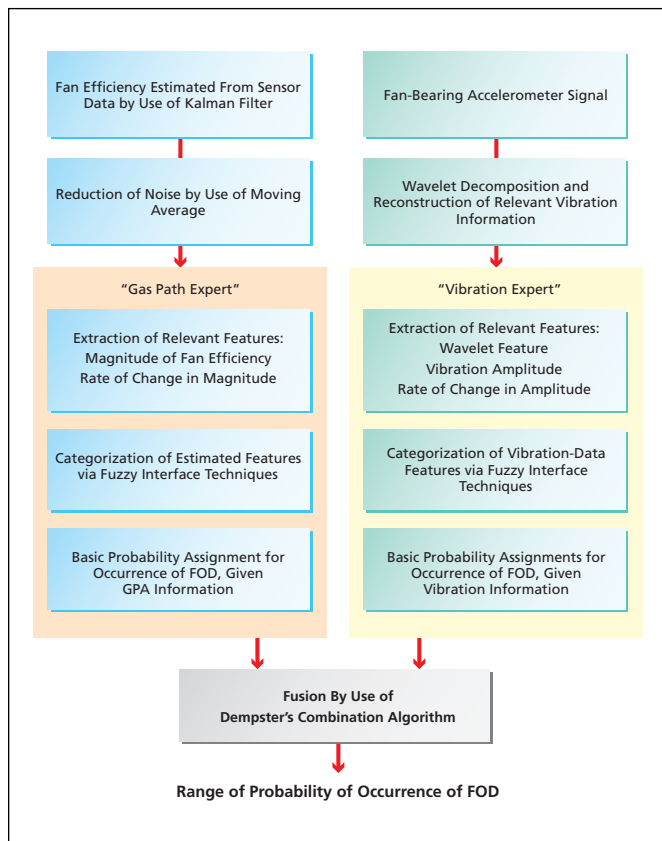 Fan Efficiency Estimated From Sensor
Data by Use of Kalman Filter
Reduction of Noise by Use of Moving
Average
“Gas Path Expert”
Extraction of Relevant Features:
Magnitude of Fan Efficiency
Rate of Change in Magnitude
Categorization of Estimated Features
via Fuzzy Interface Techniques
Basic Probability Assignment for
Occurrence of FOD, Given
GPA Information
Fan-Bearing Accelerometer Signal
Wavelet Decomposition and
Reconstruction of Relevant Vibration
Information
“Vibration Expert”
Extraction of Relevant Features:
Wavelet Feature
Vibration Amplitude
Rate of Change in Amplitude
Categorization of Vibration-Data
Features via Fuzzy Interface
Techniques
Basic Probability Assignments for
Occurrence of FOD, Given
Vibration Information
Fusion By Use of
Dempster’s Combination Algorithm
Range of Probability of Occurrence of FOD